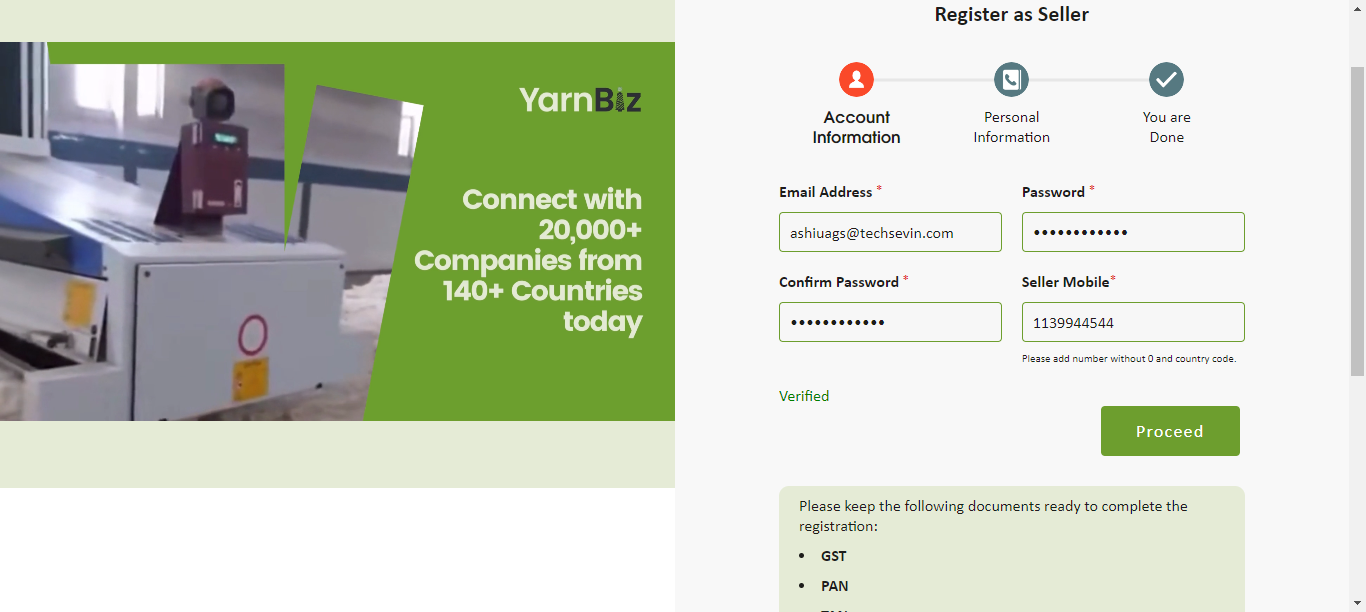 YarnBiz
Connect with
20,000+
Companies from
140+ Countries
today
Register as Seller
Account
Information
Personal
Information
You are
Done
Email Address *
Password *
ashiuags@techsevin.com
••••••••••••
Confirm Password *
Seller Mobile*
••••••••••••
1139944544
Please add number without 0 and country code.
Verified
Proceed
Please keep the following documents ready to complete the
registration:
• GST
• PAN